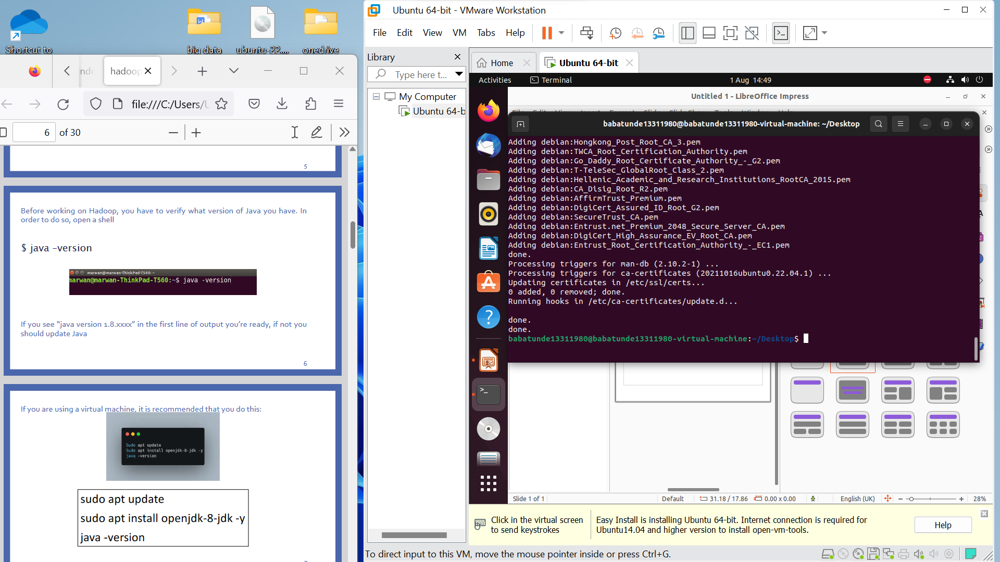 Shortcut to
big data
ubuntu-22....
onedrive
hadoop
file:///C:/Users/
6 of 30
5
Before working on Hadoop, you have to verify what version of Java you have. In
order to do so, open a shell
$ java –version
marwan@marwan-ThinkPad-T560: ~
marwan@marwan-ThinkPad-T560:~$ java -version
If you see “java version 1.8.xxxx” in the first line of output you’re ready, if not you
should update Java
6
If you are using a virtual machine, it is recommended that you do this:
Sudo apt update
Sudo apt install openjdk-8-jdk -y
java -version
sudo apt update
sudo apt install openjdk-8-jdk -y
java -version
Ubuntu 64-bit - VMware Workstation
File Edit View VM Tabs Help
Library
Type here t...
My Computer
Ubuntu 64-b
Home
Ubuntu 64-bit
Activities
Terminal
1 Aug 14:49
Untitled 1 - LibreOffice Impress
babatunde13311980@babatunde13311980-virtual-machine: ~/Desktop
Adding debian:Hongkong_Post_Root_CA_3.pem
Adding debian:TWCA_Root_Certification_Authority.pem
Adding debian:Go_Daddy_Root_Certificate_Authority_-_G2.pem
Adding debian:T-TeleSec_GlobalRoot_Class_2.pem
Adding debian:Hellenic_Academic_and_Research_Institutions_RootCA_2015.pem
Adding debian:CA_Disig_Root_R2.pem
Adding debian:AffirmTrust_Premium.pem
Adding debian:DigiCert_Assured_ID_Root_G2.pem
Adding debian:SecureTrust_CA.pem
Adding debian:Entrust.net_Premium_2048_Secure_Server_CA.pem
Adding debian:DigiCert_High_Assurance_EV_Root_CA.pem
Adding debian:Entrust_Root_Certification_Authority_-_EC1.pem
done.
Processing triggers for man-db (2.10.2-1) ...
Processing triggers for ca-certificates (20211016ubuntu0.22.04.1) ...
Updating certificates in /etc/ssl/certs...
0 added, 0 removed; done.
Running hooks in /etc/ca-certificates/update.d...
done.
done.
babatunde13311980@babatunde13311980-virtual-machine:~/Desktop$
Slide 1 of 1
Default
31.18 / 17.86
0.00 x 0.00
English (UK)
28%
Click in the virtual screen
to send keystrokes
Easy Install is installing Ubuntu 64-bit. Internet connection is required for
Ubuntu14.04 and higher version to install open-vm-tools.
Help
To direct input to this VM, move the mouse pointer inside or press Ctrl+G.